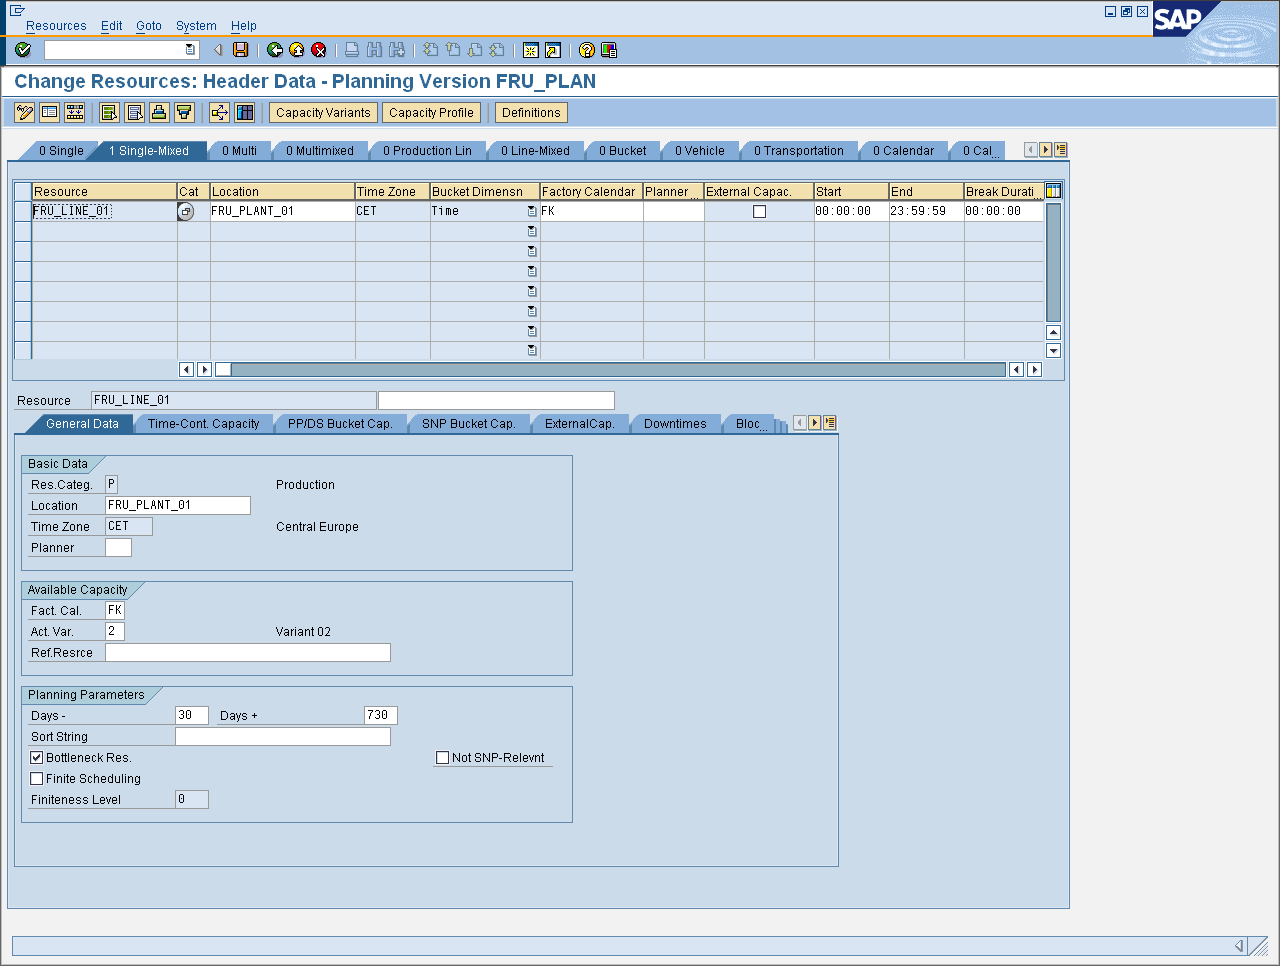 Resources Edit Goto System Help
SAP
Change Resources: Header Data - Planning Version FRU_PLAN
Capacity Variants Capacity Profile Definitions
0 Single 1 Single-Mixed 0 Multi 0 Multimixed 0 Production Lin 0 Line-Mixed 0 Bucket 0 Vehicle 0 Transportation 0 Calendar 0 Cal...
Resource Cat Location Time Zone Bucket Dimensn Factory Calendar Planner ... External Capac. Start End Break Durati...
FRU_LINE_01 FRU_PLANT_01 CET Time FK 00:00:00 23:59:59 00:00:00
Resource FRU_LINE_01
General Data Time-Cont. Capacity PP/DS Bucket Cap. SNP Bucket Cap. ExternalCap. Downtimes Bloc...
Basic Data
Res.Categ. P Production
Location FRU_PLANT_01
Time Zone CET Central Europe
Planner
Available Capacity
Fact. Cal. FK
Act. Var. 2 Variant 02
Ref.Resrce
Planning Parameters
Days - 30 Days + 730
Sort String
Bottleneck Res. Not SNP-Relevnt
Finite Scheduling
Finiteness Level 0